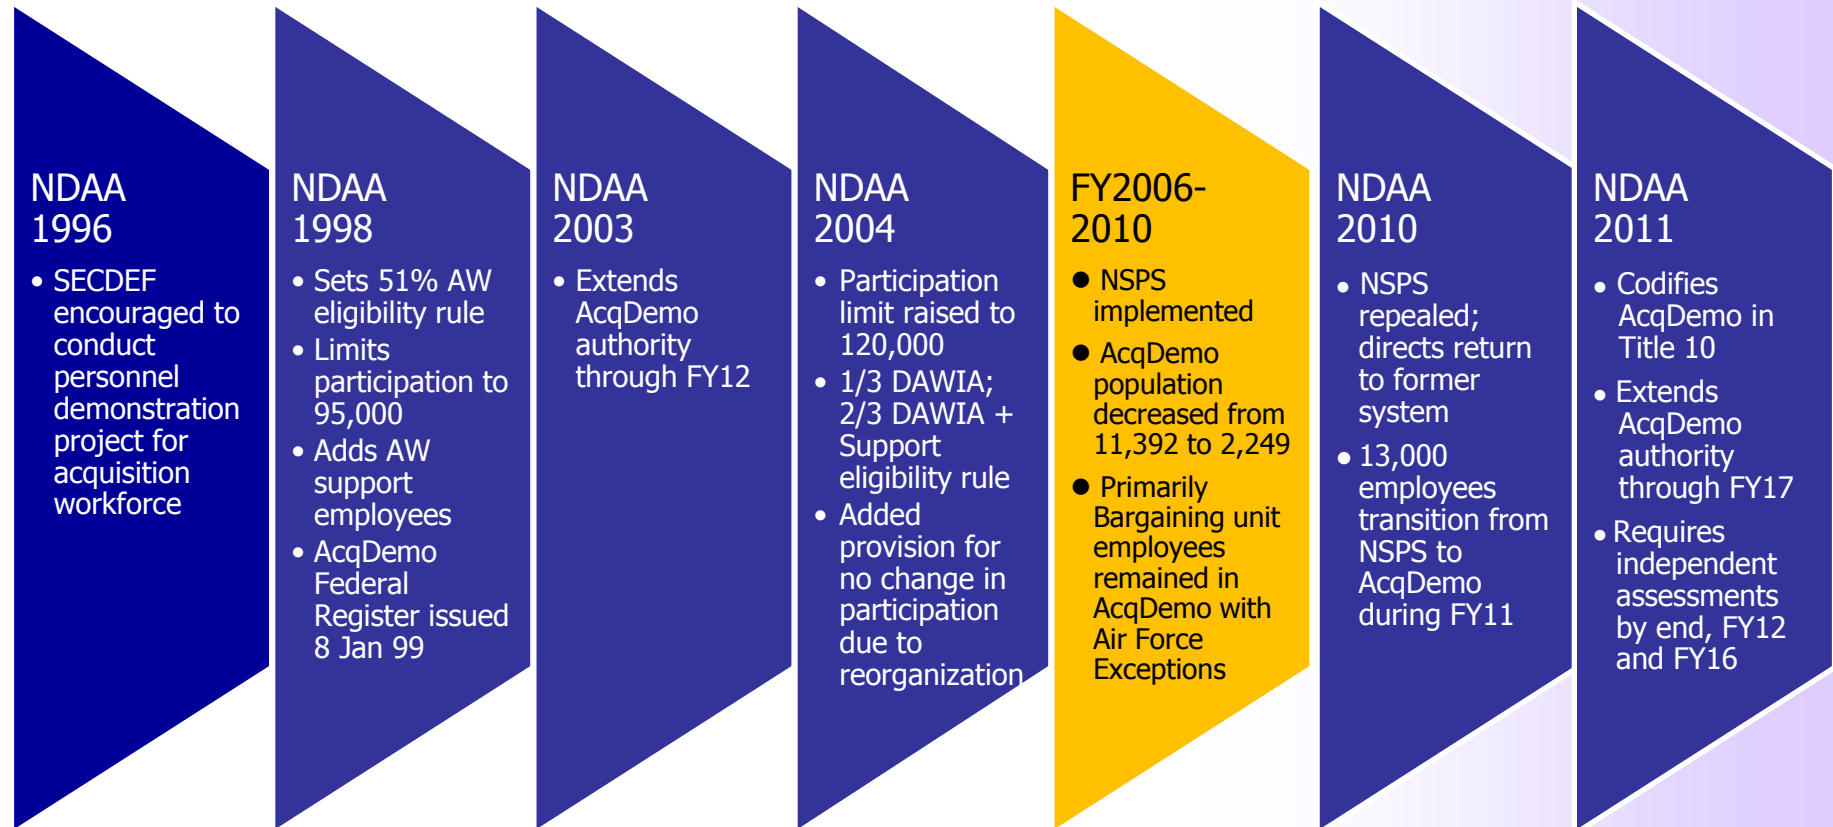 NDAA
1996
• SECDEF
encouraged to
conduct
personnel
demonstration
project for
acquisition
workforce
NDAA
1998
• Sets 51% AW
eligibility rule
• Limits
participation to
95,000
• Adds AW
support
employees
• AcqDemo
Federal
Register issued
8 Jan 99
NDAA
2003
• Extends
AcqDemo
authority
through FY12
NDAA
2004
• Participation
limit raised to
120,000
• 1/3 DAWIA;
2/3 DAWIA +
Support
eligibility rule
• Added
provision for
no change in
participation
due to
reorganization
FY2006-
2010
• NSPS
implemented
• AcqDemo
population
decreased from
11,392 to 2,249
• Primarily
Bargaining unit
employees
remained in
AcqDemo with
Air Force
Exceptions
NDAA
2010
• NSPS
repealed;
directs return
to former
system
• 13,000
employees
transition from
NSPS to
AcqDemo
during FY11
NDAA
2011
• Codifies
AcqDemo in
Title 10
• Extends
AcqDemo
authority
through FY17
• Requires
independent
assessments
by end, FY12
and FY16